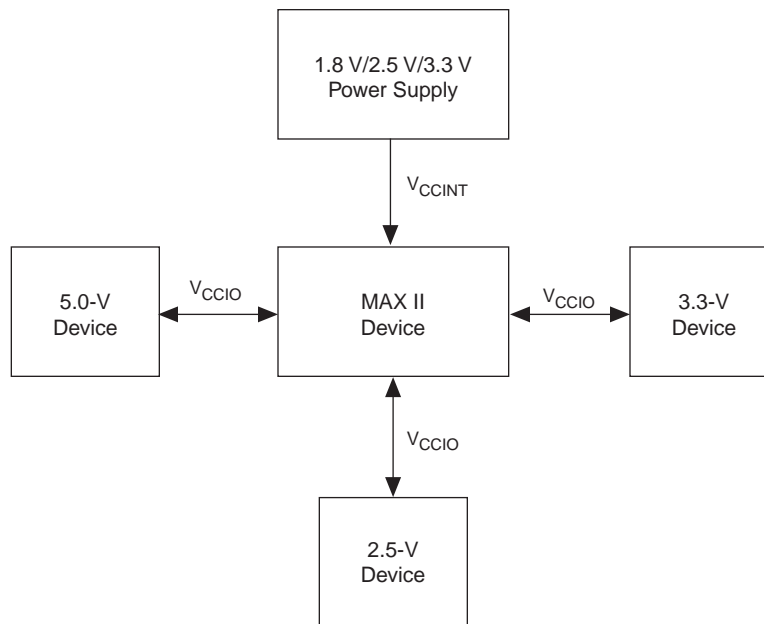 1.8 V/2.5 V/3.3 V
Power Supply
VCCINT
5.0-V
Device
VCCIO
MAX II
Device
VCCIO
3.3-V
Device
VCCIO
2.5-V
Device